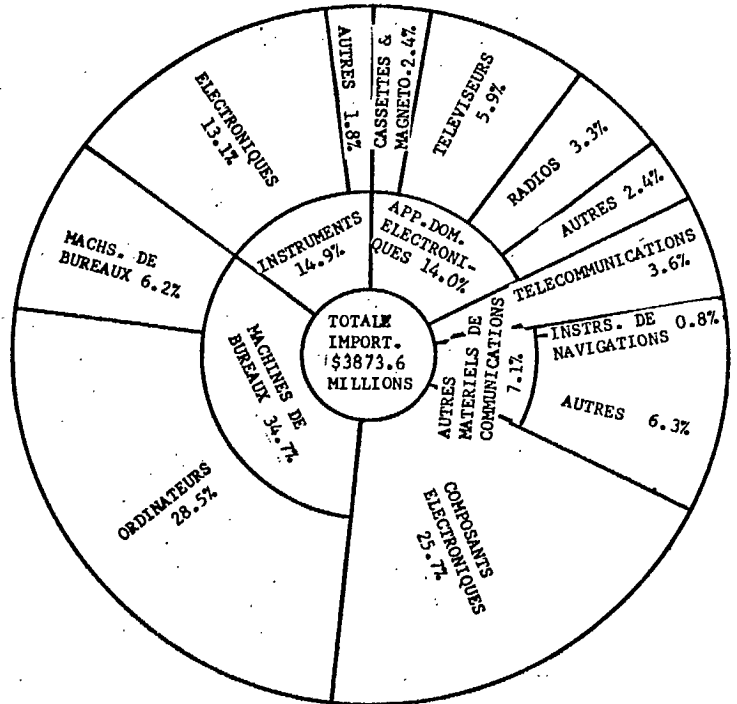 AUTRES 1.8%
CASSETTES &
MAGNETO. 2.4%
TELEVISEURS
5.9%
RADIOS 3.3%
AUTRES 2.4%
TELECOMMUNICATIONS
3.6%
INSTRS. DE 0.8%
NAVIGATIONS
AUTRES 6.3%
COMPOSANTS
ELECTRONIQUES
25.7%
ORDINATEURS
28.5%
MACHS. DE
BUREAUX 6.2%
ELECTRONIQUES
13.1%
INSTRUMENTS
14.9%
APP.DOM.
ELECTRONI-
QUES 14.0%
AUTRES
MATERIELS DE
COMMUNICATIONS
7.1%
MACHINES DE
BUREAUX 34.7%
TOTALE
IMPORT.
$3873.6
MILLIONS